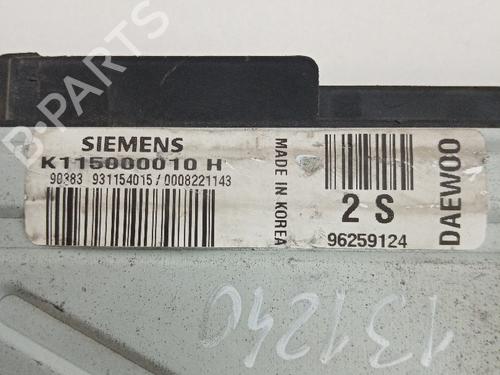 B-PARTS
SIEMENS
K115000010 H
90383 931154015 / 0008221143
MADE IN KOREA
2 S
96259124
DAEWOO
131240